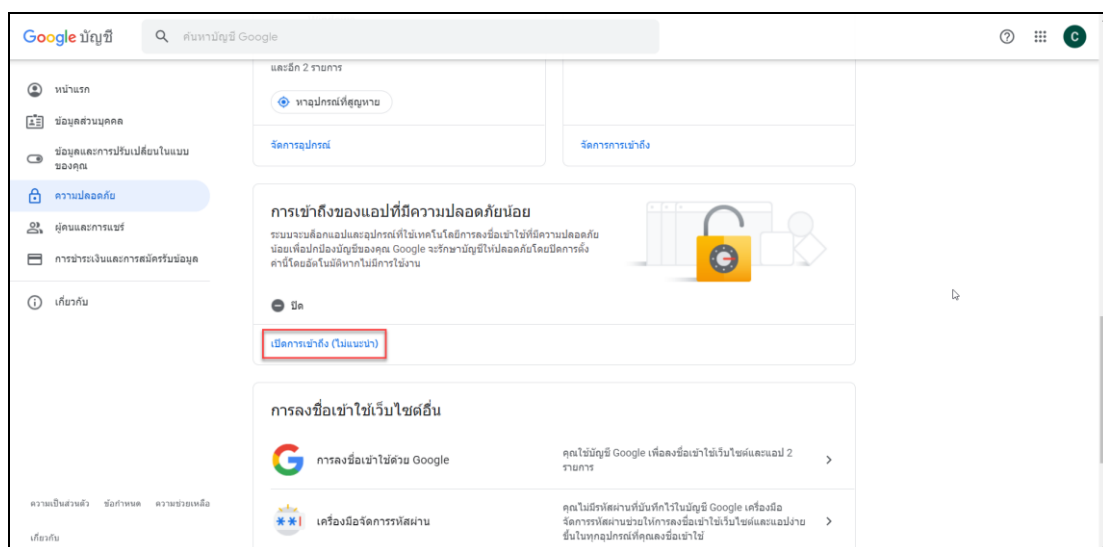 Google บัญชี
ค้นหาบัญชี Google
C
หน้าแรก
ข้อมูลส่วนบุคคล
ข้อมูลและการปรับเปลี่ยนในแบบ
ของคุณ
ความปลอดภัย
ผู้คนและการแชร์
การชำระเงินและการสมัครรับข้อมูล
เกี่ยวกับ
และอีก 2 รายการ
หาอุปกรณ์ที่สูญหาย
จัดการอุปกรณ์
จัดการการเข้าถึง
การเข้าถึงของแอปที่มีความปลอดภัยน้อย
ระบบจะบล็อกแอปและอุปกรณ์ที่ใช้เทคโนโลยีการลงชื่อเข้าใช้ที่มีความปลอดภัย
น้อยเพื่อปกป้องบัญชีของคุณ Google จะรักษาบัญชีให้ปลอดภัยโดยปิดการตั้ง
ค่านี้โดยอัตโนมัติหากไม่มีการใช้งาน
ปิด
เปิดการเข้าถึง (ไม่แนะนำ)
การลงชื่อเข้าใช้เว็บไซต์อื่น
การลงชื่อเข้าใช้ด้วย Google
คุณใช้บัญชี Google เพื่อลงชื่อเข้าใช้เว็บไซต์และแอป 2
รายการ
เครื่องมือจัดการรหัสผ่าน
คุณไม่มีรหัสผ่านที่บันทึกไว้ในบัญชี Google เครื่องมือ
จัดการรหัสผ่านช่วยให้การลงชื่อเข้าใช้เว็บไซต์และแอปง่าย
ขึ้นในทุกอุปกรณ์ที่คุณลงชื่อเข้าใช้
ความเป็นส่วนตัว ข้อกำหนด ความช่วยเหลือ
เกี่ยวกับ